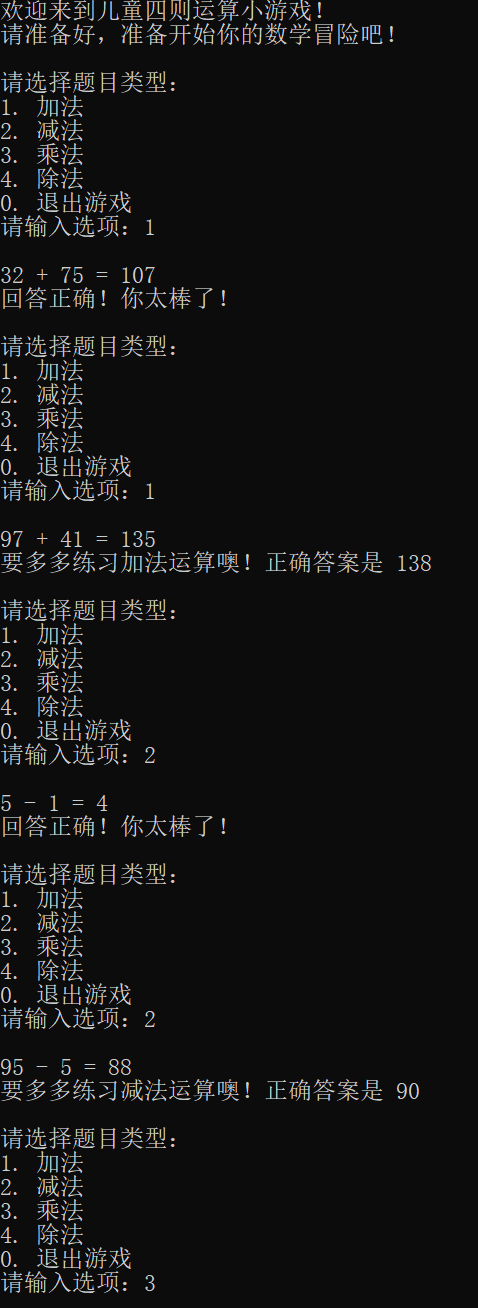 欢迎来到儿童四则运算小游戏！
请准备好，准备开始你的数学冒险吧！
请选择题目类型：
1. 加法
2. 减法
3. 乘法
4. 除法
0. 退出游戏
请输入选项：1
32 + 75 = 107
回答正确！你太棒了！
请选择题目类型：
1. 加法
2. 减法
3. 乘法
4. 除法
0. 退出游戏
请输入选项：1
97 + 41 = 135
要多多练习加法运算噢！正确答案是 138
请选择题目类型：
1. 加法
2. 减法
3. 乘法
4. 除法
0. 退出游戏
请输入选项：2
5 - 1 = 4
回答正确！你太棒了！
请选择题目类型：
1. 加法
2. 减法
3. 乘法
4. 除法
0. 退出游戏
请输入选项：2
95 - 5 = 88
要多多练习减法运算噢！正确答案是 90
请选择题目类型：
1. 加法
2. 减法
3. 乘法
4. 除法
0. 退出游戏
请输入选项：3